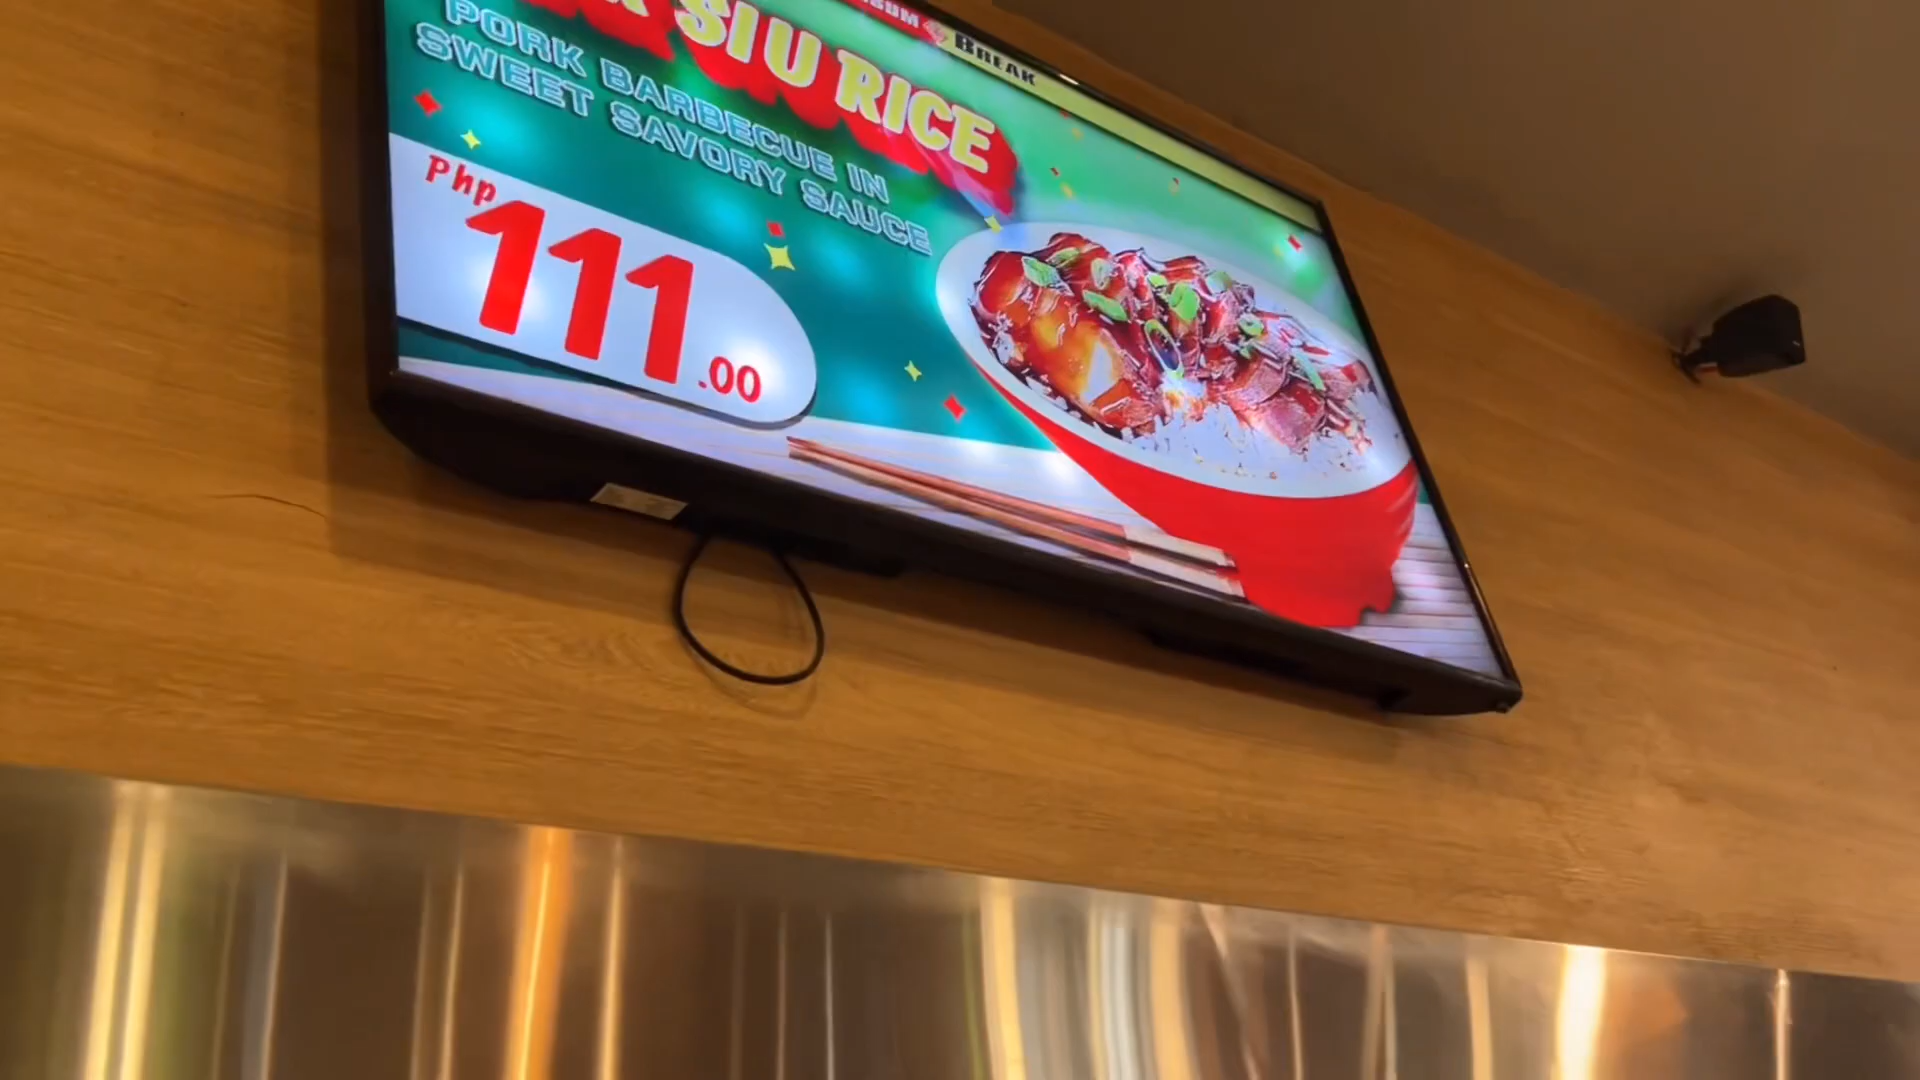 BREAK
SIU RICE
PORK BARBECUE IN
SWEET SAVORY SAUCE
Php
111.00